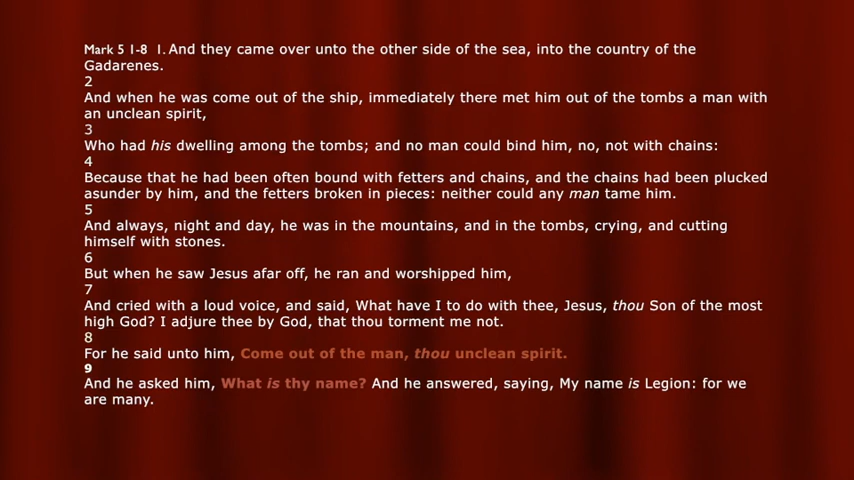 Mark 5 1-8 1. And they came over unto the other side of the sea, into the country of the
Gadarenes.
2
And when he was come out of the ship, immediately there met him out of the tombs a man with
an unclean spirit,
3
Who had his dwelling among the tombs; and no man could bind him, no, not with chains:
4
Because that he had been often bound with fetters and chains, and the chains had been plucked
asunder by him, and the fetters broken in pieces: neither could any man tame him.
5
And always, night and day, he was in the mountains, and in the tombs, crying, and cutting
himself with stones.
6
But when he saw Jesus afar off, he ran and worshipped him,
7
And cried with a loud voice, and said, What have I to do with thee, Jesus, thou Son of the most
high God? I adjure thee by God, that thou torment me not.
8
For he said unto him, Come out of the man, thou unclean spirit.
9
And he asked him, What is thy name? And he answered, saying, My name is Legion: for we
are many.